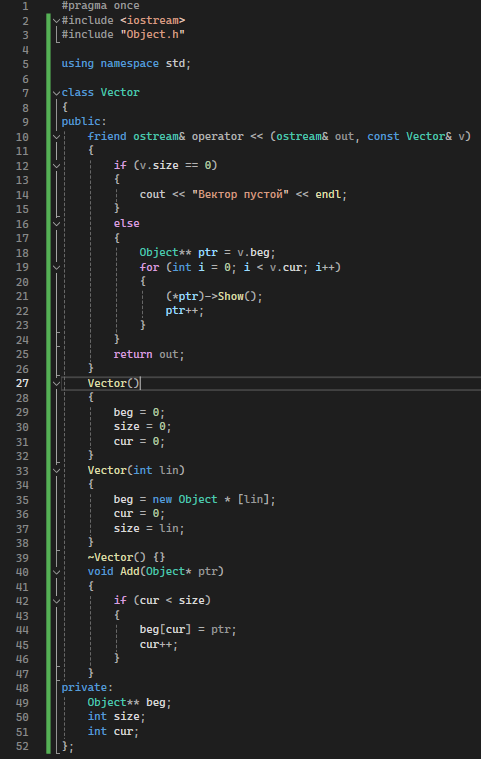 1 #pragma once
2 #include <iostream>
3 #include "Object.h"
4
5 using namespace std;
6
7 class Vector
8 {
9 public:
10     friend ostream& operator << (ostream& out, const Vector& v)
11     {
12         if (v.size == 0)
13         {
14             cout << "Вектор пустой" << endl;
15         }
16         else
17         {
18             Object** ptr = v.beg;
19             for (int i = 0; i < v.cur; i++)
20             {
21                 (*ptr)->Show();
22                 ptr++;
23             }
24         }
25         return out;
26     }
27     Vector()
28     {
29         beg = 0;
30         size = 0;
31         cur = 0;
32     }
33     Vector(int lin)
34     {
35         beg = new Object * [lin];
36         cur = 0;
37         size = lin;
38     }
39     ~Vector() {}
40     void Add(Object* ptr)
41     {
42         if (cur < size)
43         {
44             beg[cur] = ptr;
45             cur++;
46         }
47     }
48 private:
49     Object** beg;
50     int size;
51     int cur;
52 };